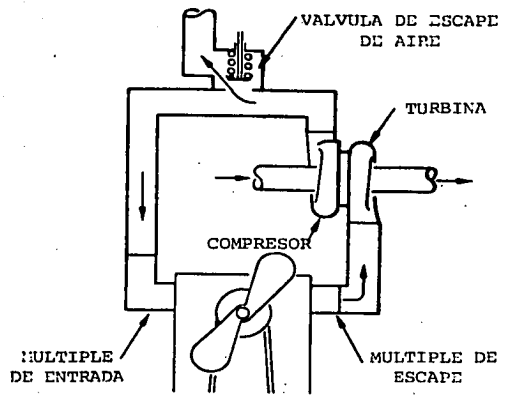 VALVULA DE ESCAPE
DE AIRE
TURBINA
COMPRESOR
MULTIPLE
DE ENTRADA
MULTIPLE DE
ESCAPE